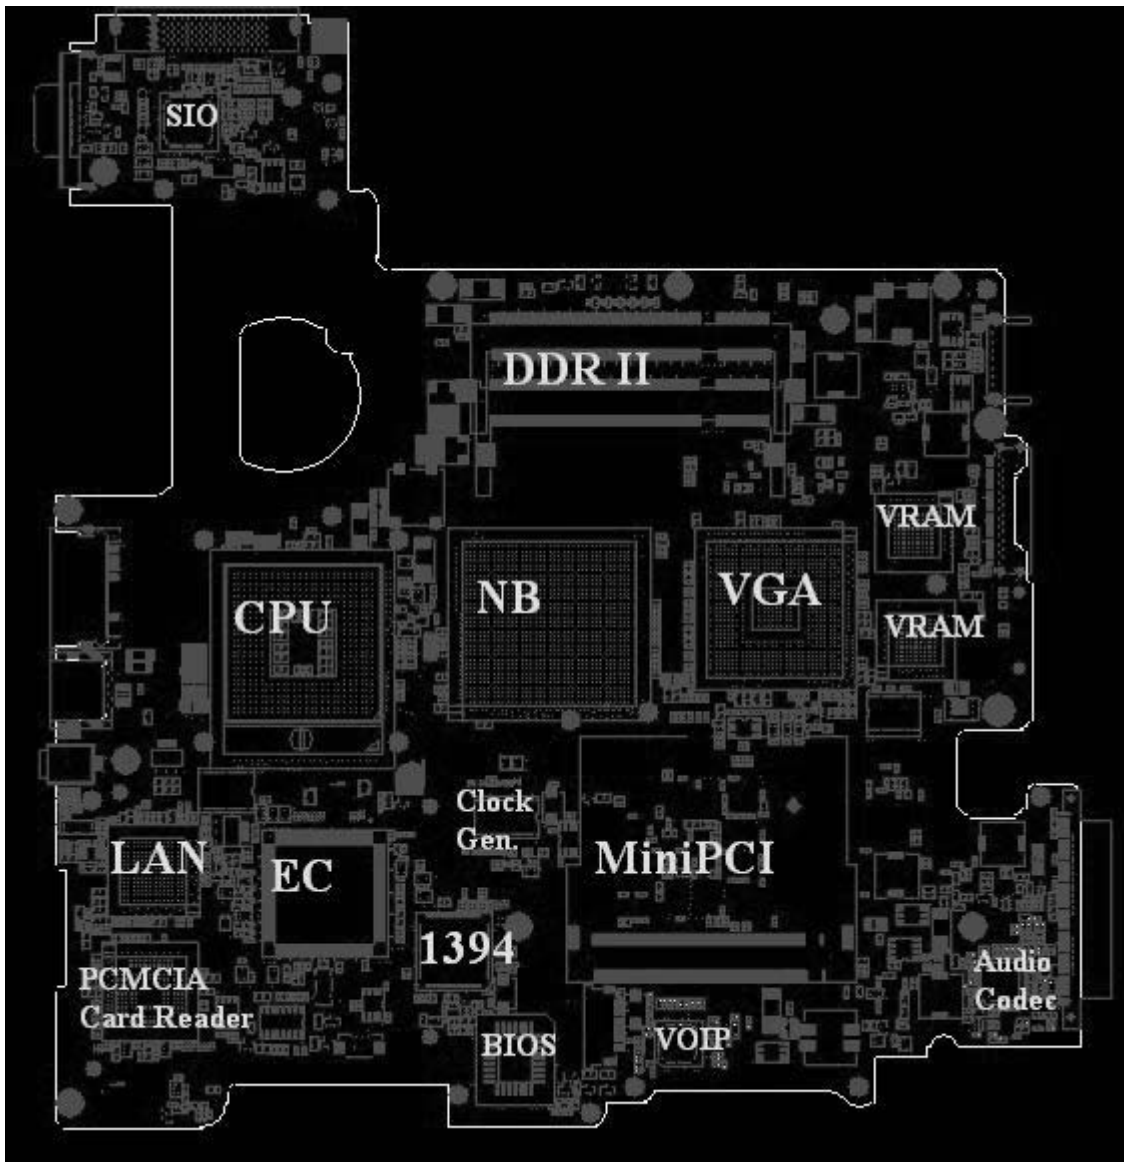 SIO
DDR II
VRAM
CPU
NB
VGA
VRAM
Clock
Gen.
LAN
EC
MiniPCI
1394
PCMCIA
Card Reader
Audio
Codec
BIOS
VOIP